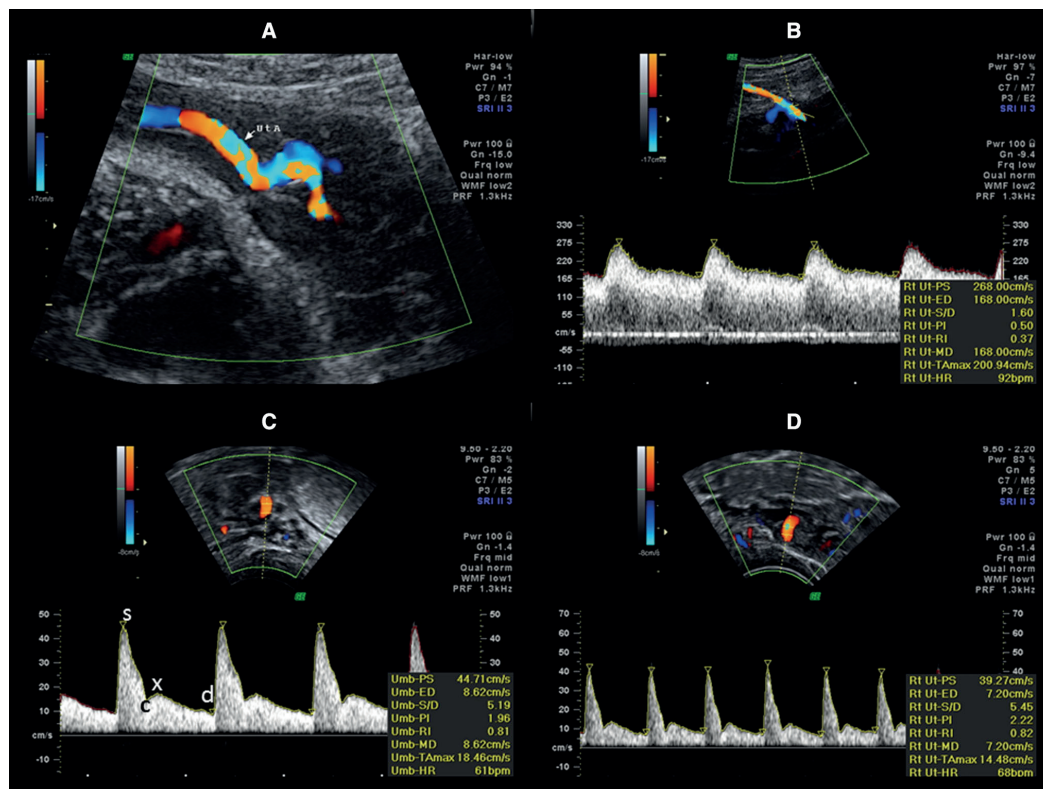 A
Har-low
Pwr 94 %
Gn -1
C7 / M7
P3 / E2
SRI II 3
Pwr 100
Gn -15.0
Frq low
Qual norm
WMF low2
PRF 1.3kHz
-17cm/s
UtA
B
Har-low
Pwr 97 %
Gn -7
C7 / M7
P3 / E2
SRI II 3
Pwr 100
Gn -9.4
Frq low
Qual norm
WMF low2
PRF 1.3kHz
-17cm/s
330 330
275 275
220 220
165 165
110
55
cm/s
-55
-110
Rt Ut-PS 268.00cm/s
Rt Ut-ED 168.00cm/s
Rt Ut-S/D 1.60
Rt Ut-PI 0.50
Rt Ut-RI 0.37
Rt Ut-MD 168.00cm/s
Rt Ut-TAmax 200.94cm/s
Rt Ut-HR 92bpm
C
9.50 - 2.20
Pwr 83 %
Gn -2
C7 / M5
P3 / E2
SRI II 3
Pwr 100
Gn -1.4
Frq mid
Qual norm
WMF low1
PRF 1.3kHz
-8cm/s
50 50
40 40
30 30
20
10
cm/s
-10
s
x
c
d
Umb-PS 44.71cm/s
Umb-ED 8.62cm/s
Umb-S/D 5.19
Umb-PI 1.96
Umb-RI 0.81
Umb-MD 8.62cm/s
Umb-TAmax 18.46cm/s
Umb-HR 61bpm
D
9.50 - 2.20
Pwr 83 %
Gn 5
C7 / M5
P3 / E2
SRI II 3
Pwr 100
Gn -1.4
Frq mid
Qual norm
WMF low1
PRF 1.3kHz
-8cm/s
70 70
60 60
50 50
40 40
30
20
10
cm/s
-10
Rt Ut-PS 39.27cm/s
Rt Ut-ED 7.20cm/s
Rt Ut-S/D 5.45
Rt Ut-PI 2.22
Rt Ut-RI 0.82
Rt Ut-MD 7.20cm/s
Rt Ut-TAmax 14.48cm/s
Rt Ut-HR 68bpm